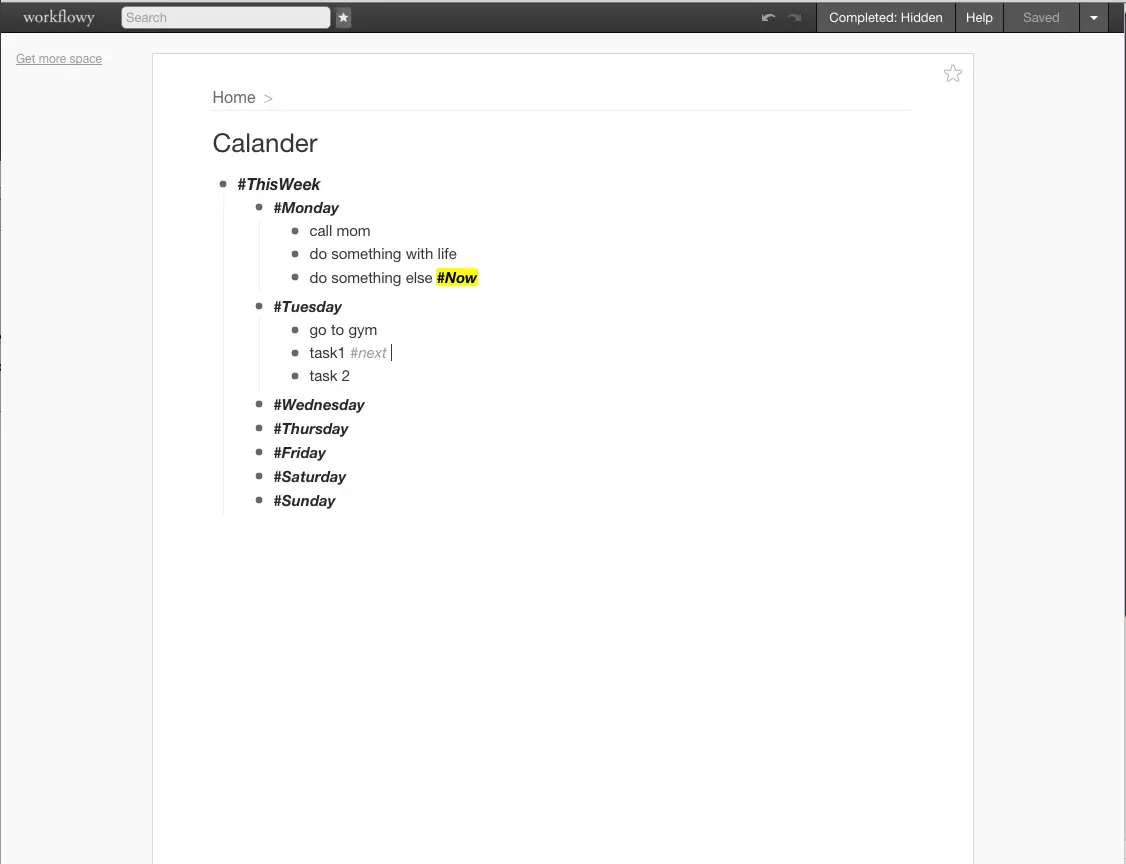 workflowy Search Completed: Hidden Help Saved
Get more space
Home >
Calander
#ThisWeek
#Monday
call mom
do something with life
do something else #Now
#Tuesday
go to gym
task1 #next
task 2
#Wednesday
#Thursday
#Friday
#Saturday
#Sunday